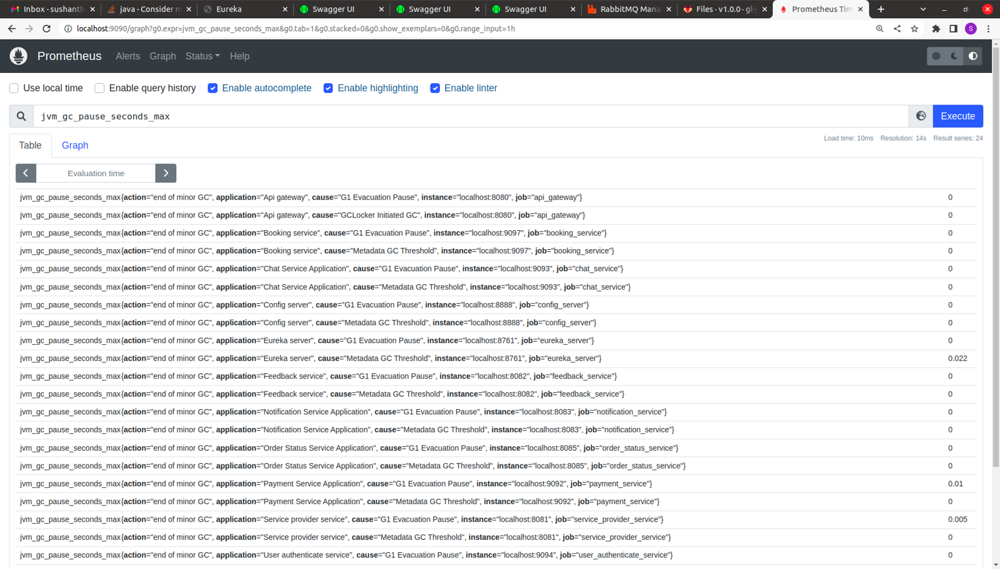 Inbox - sushanth
java - Consider m
Eureka
Swagger UI
Swagger UI
Swagger UI
RabbitMQ Mana
Files · v1.0.0 · gl-
Prometheus Tim
localhost:9090/graph?g0.expr=jvm_gc_pause_seconds_max&g0.tab=1&g0.stacked=0&g0.show_exemplars=0&g0.range_input=1h
S
Prometheus Alerts Graph Status Help
Use local time Enable query history Enable autocomplete Enable highlighting Enable linter
jvm_gc_pause_seconds_max
Execute
Table Graph
Load time: 10ms Resolution: 14s Result series: 24
Evaluation time
jvm_gc_pause_seconds_max{action="end of minor GC", application="Api gateway", cause="G1 Evacuation Pause", instance="localhost:8080", job="api_gateway"} 0
jvm_gc_pause_seconds_max{action="end of minor GC", application="Api gateway", cause="GCLocker Initiated GC", instance="localhost:8080", job="api_gateway"} 0
jvm_gc_pause_seconds_max{action="end of minor GC", application="Booking service", cause="G1 Evacuation Pause", instance="localhost:9097", job="booking_service"} 0
jvm_gc_pause_seconds_max{action="end of minor GC", application="Booking service", cause="Metadata GC Threshold", instance="localhost:9097", job="booking_service"} 0
jvm_gc_pause_seconds_max{action="end of minor GC", application="Chat Service Application", cause="G1 Evacuation Pause", instance="localhost:9093", job="chat_service"} 0
jvm_gc_pause_seconds_max{action="end of minor GC", application="Chat Service Application", cause="Metadata GC Threshold", instance="localhost:9093", job="chat_service"} 0
jvm_gc_pause_seconds_max{action="end of minor GC", application="Config server", cause="G1 Evacuation Pause", instance="localhost:8888", job="config_server"} 0
jvm_gc_pause_seconds_max{action="end of minor GC", application="Config server", cause="Metadata GC Threshold", instance="localhost:8888", job="config_server"} 0
jvm_gc_pause_seconds_max{action="end of minor GC", application="Eureka server", cause="G1 Evacuation Pause", instance="localhost:8761", job="eureka_server"} 0
jvm_gc_pause_seconds_max{action="end of minor GC", application="Eureka server", cause="Metadata GC Threshold", instance="localhost:8761", job="eureka_server"} 0.022
jvm_gc_pause_seconds_max{action="end of minor GC", application="Feedback service", cause="G1 Evacuation Pause", instance="localhost:8082", job="feedback_service"} 0
jvm_gc_pause_seconds_max{action="end of minor GC", application="Feedback service", cause="Metadata GC Threshold", instance="localhost:8082", job="feedback_service"} 0
jvm_gc_pause_seconds_max{action="end of minor GC", application="Notification Service Application", cause="G1 Evacuation Pause", instance="localhost:8083", job="notification_service"} 0
jvm_gc_pause_seconds_max{action="end of minor GC", application="Notification Service Application", cause="Metadata GC Threshold", instance="localhost:8083", job="notification_service"} 0
jvm_gc_pause_seconds_max{action="end of minor GC", application="Order Status Service Application", cause="G1 Evacuation Pause", instance="localhost:8085", job="order_status_service"} 0
jvm_gc_pause_seconds_max{action="end of minor GC", application="Order Status Service Application", cause="Metadata GC Threshold", instance="localhost:8085", job="order_status_service"} 0
jvm_gc_pause_seconds_max{action="end of minor GC", application="Payment Service Application", cause="G1 Evacuation Pause", instance="localhost:9092", job="payment_service"} 0.01
jvm_gc_pause_seconds_max{action="end of minor GC", application="Payment Service Application", cause="Metadata GC Threshold", instance="localhost:9092", job="payment_service"} 0
jvm_gc_pause_seconds_max{action="end of minor GC", application="Service provider service", cause="G1 Evacuation Pause", instance="localhost:8081", job="service_provider_service"} 0.005
jvm_gc_pause_seconds_max{action="end of minor GC", application="Service provider service", cause="Metadata GC Threshold", instance="localhost:8081", job="service_provider_service"} 0
jvm_gc_pause_seconds_max{action="end of minor GC", application="User authenticate service", cause="G1 Evacuation Pause", instance="localhost:9094", job="user_authenticate_service"} 0